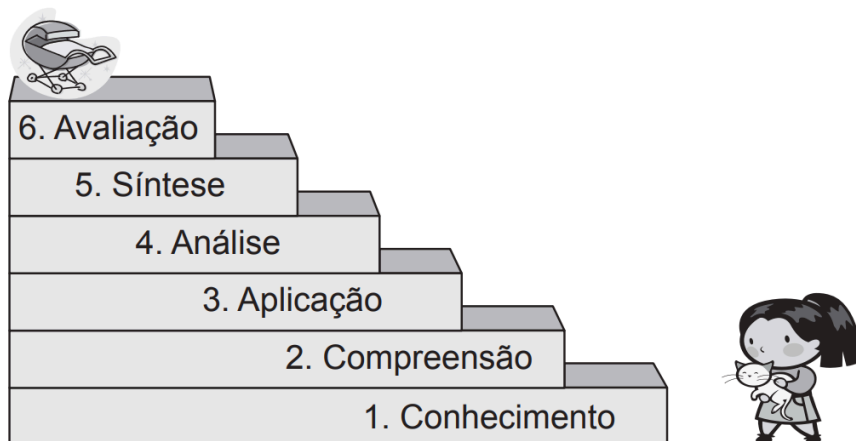 6. Avaliação
5. Síntese
4. Análise
3. Aplicação
2. Compreensão
1. Conhecimento